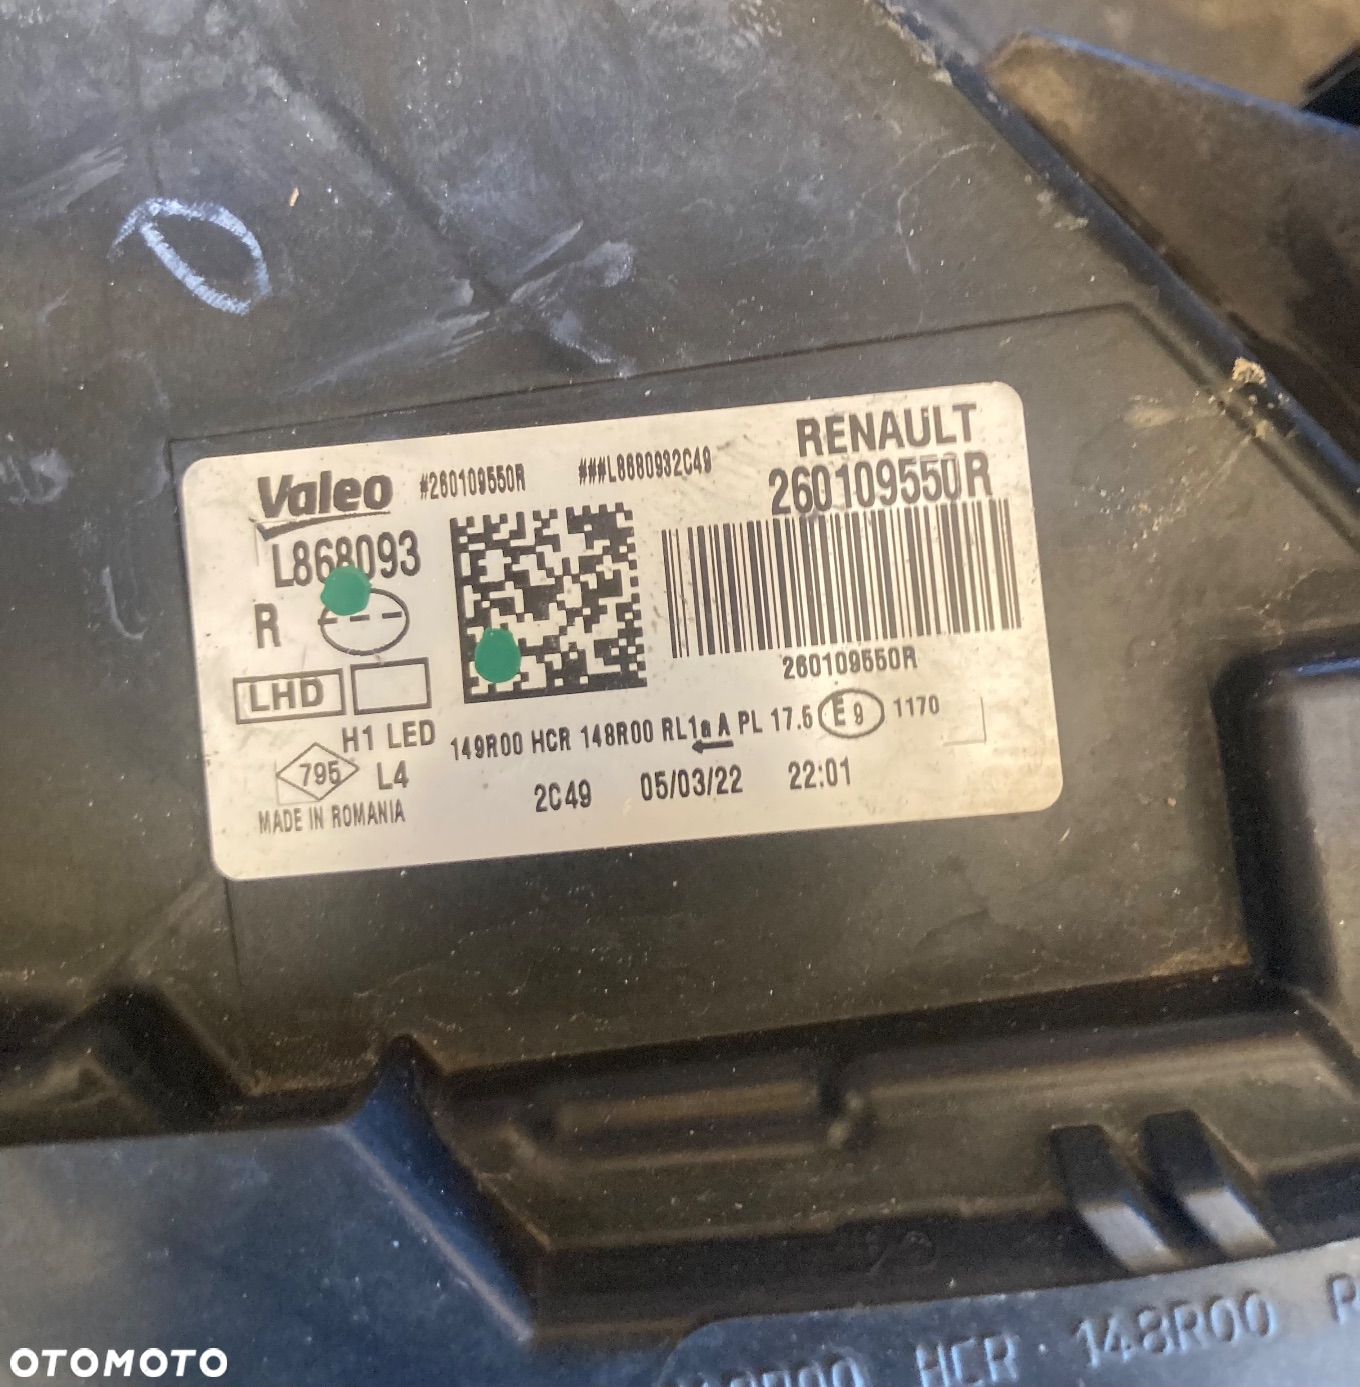 RENAULT
Valeo #260109550R ###L8680932C49 260109550R
L868093
R
260109550R
LHD
H1 LED 149R00 HCR 148R00 RL1a A PL 17.5 E9 1170
795 L4 2C49 05/03/22 22:01
MADE IN ROMANIA
HCR 148R00
OTOMOTO